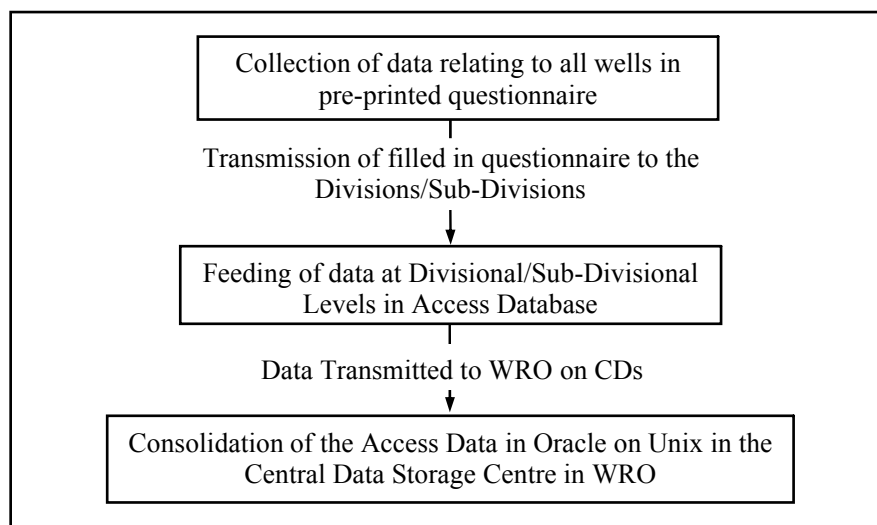 Collection of data relating to all wells in
pre-printed questionnaire
Transmission of filled in questionnaire to the
Divisions/Sub-Divisions
Feeding of data at Divisional/Sub-Divisional
Levels in Access Database
Data Transmitted to WRO on CDs
Consolidation of the Access Data in Oracle on Unix in the
Central Data Storage Centre in WRO